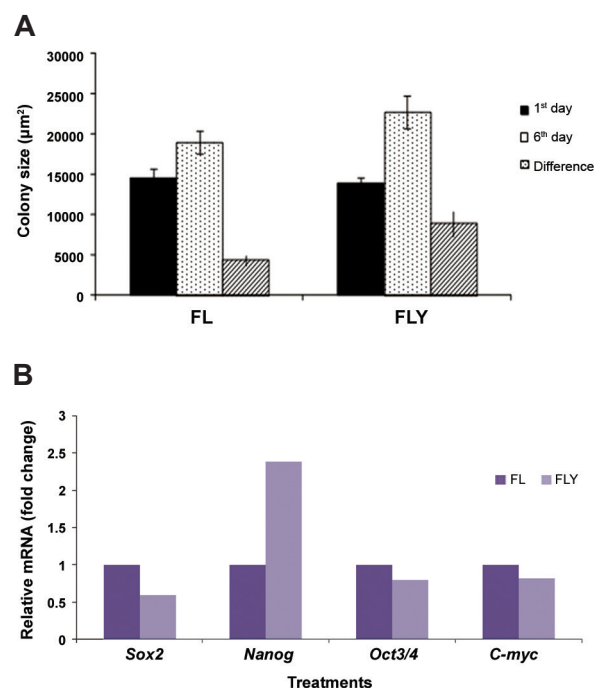 A
30000
25000
20000
15000
10000
5000
0
Colony size (µm²)
FL
FLY
1st day
6th day
Difference
B
3
2.5
2
1.5
1
0.5
0
Relative mRNA (fold change)
FL FLY
Sox2 Nanog Oct3/4 C-myc
Treatments